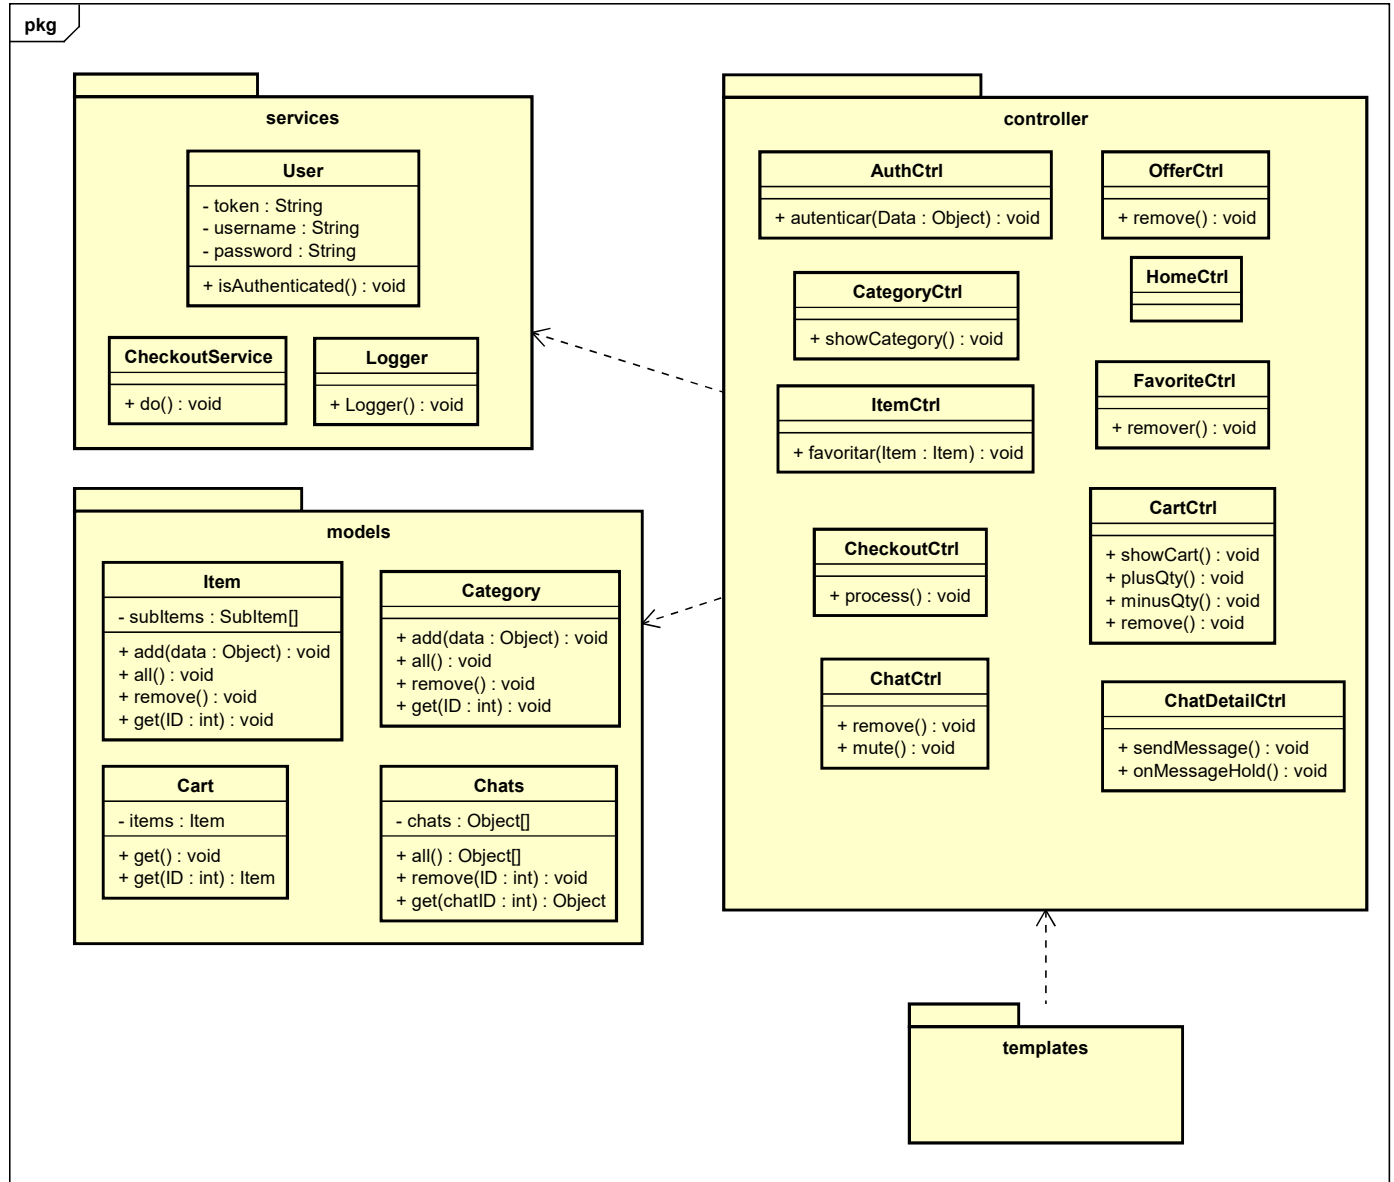 pkg
services
User
- token : String
- username : String
- password : String
+ isAuthenticated() : void
CheckoutService
+ do() : void
Logger
+ Logger() : void
models
Item
- subItems : SubItem[]
+ add(data : Object) : void
+ all() : void
+ remove() : void
+ get(ID : int) : void
Category
+ add(data : Object) : void
+ all() : void
+ remove() : void
+ get(ID : int) : void
Cart
- items : Item
+ get() : void
+ get(ID : int) : Item
Chats
- chats : Object[]
+ all() : Object[]
+ remove(ID : int) : void
+ get(chatID : int) : Object
controller
AuthCtrl
+ autenticar(Data : Object) : void
OfferCtrl
+ remove() : void
CategoryCtrl
+ showCategory() : void
HomeCtrl
ItemCtrl
+ favoritar(Item : Item) : void
FavoriteCtrl
+ remover() : void
CheckoutCtrl
+ process() : void
CartCtrl
+ showCart() : void
+ plusQty() : void
+ minusQty() : void
+ remove() : void
ChatCtrl
+ remove() : void
+ mute() : void
ChatDetailCtrl
+ sendMessage() : void
+ onMessageHold() : void
templates